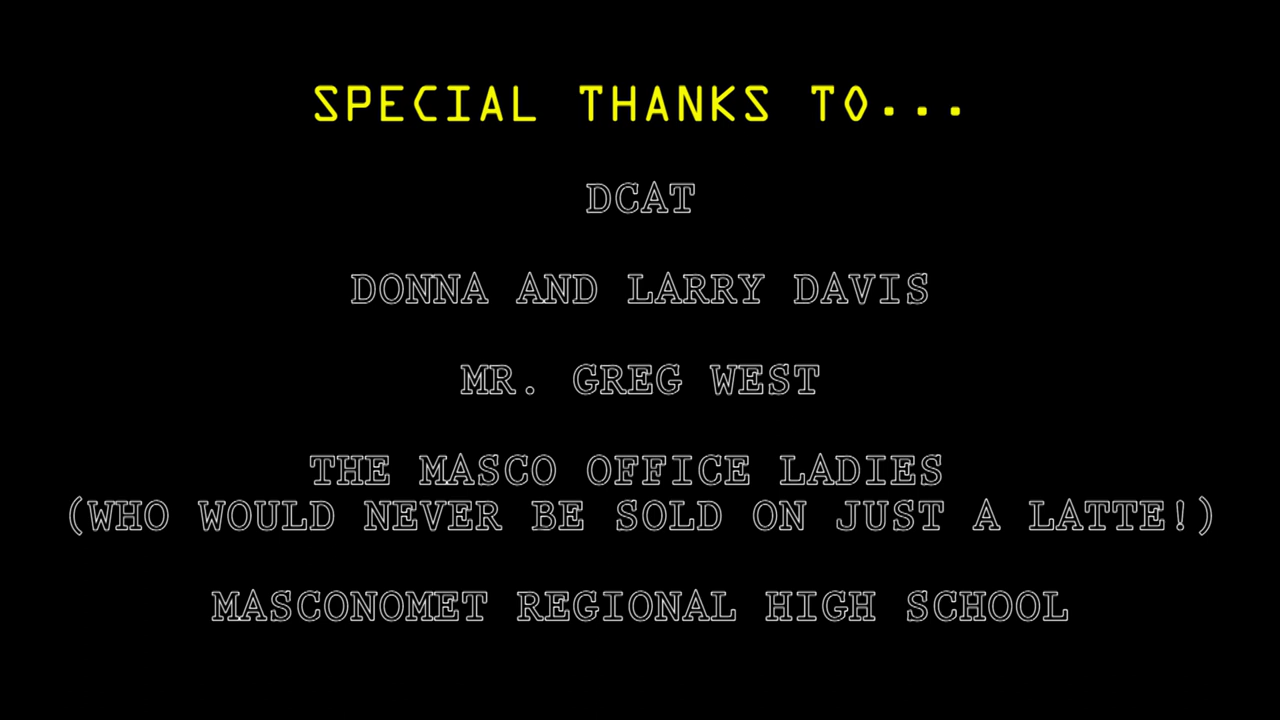 SPECIAL THANKS TO...
DCAT
DONNA AND LARRY DAVIS
MR. GREG WEST
THE MASCO OFFICE LADIES
(WHO WOULD NEVER BE SOLD ON JUST A LATTE!)
MASCONOMET REGIONAL HIGH SCHOOL